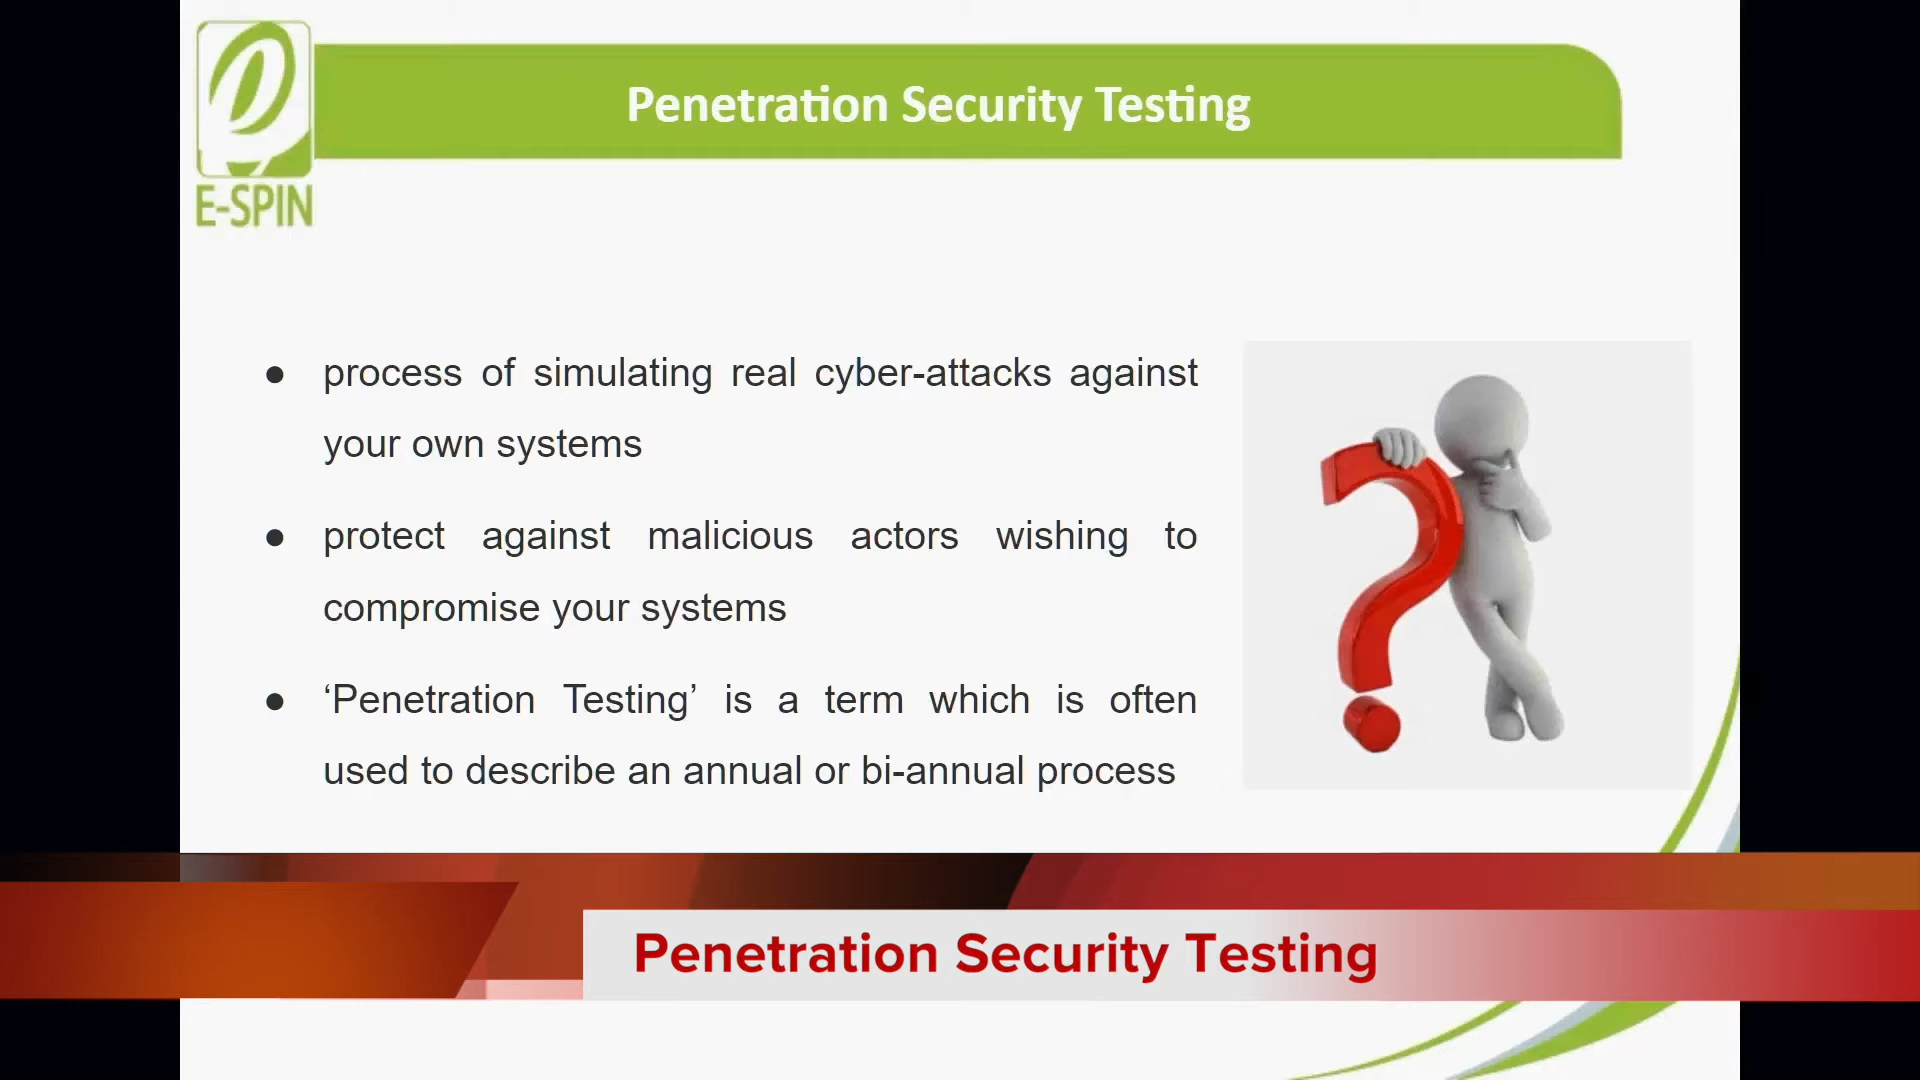 Penetration Security Testing
E-SPIN
● process of simulating real cyber-attacks against
your own systems
● protect against malicious actors wishing to
compromise your systems
● ‘Penetration Testing’ is a term which is often
used to describe an annual or bi-annual process
Penetration Security Testing